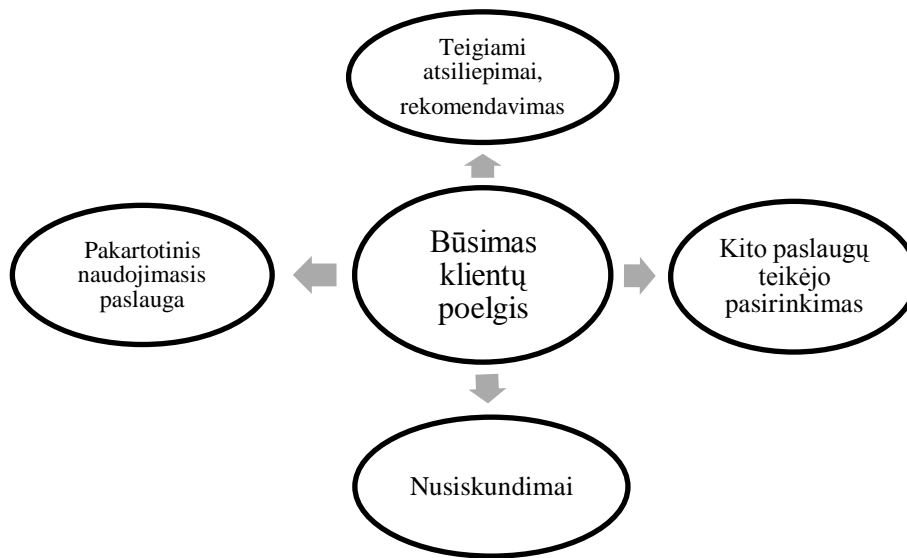 Teigiami
atsiliepimai,
rekomendavimas
Pakartotinis
naudojimasis
paslauga
Būsimas
klientų
poelgis
Kito paslaugų
teikėjo
pasirinkimas
Nusiskundimai